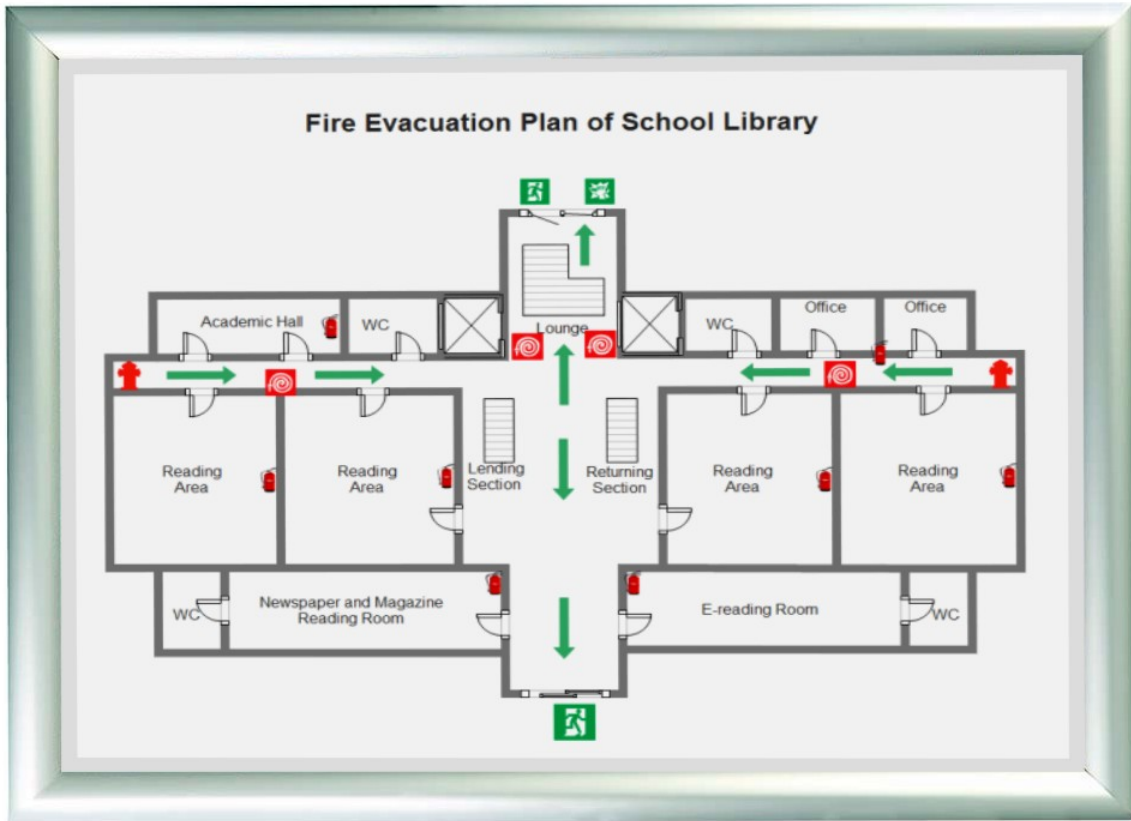 Fire Evacuation Plan of School Library
Academic Hall
WC
Lounge
WC
Office
Office
Reading
Area
Reading
Area
Lending
Section
Returning
Section
Reading
Area
Reading
Area
WC
Newspaper and Magazine
Reading Room
E-reading Room
WC